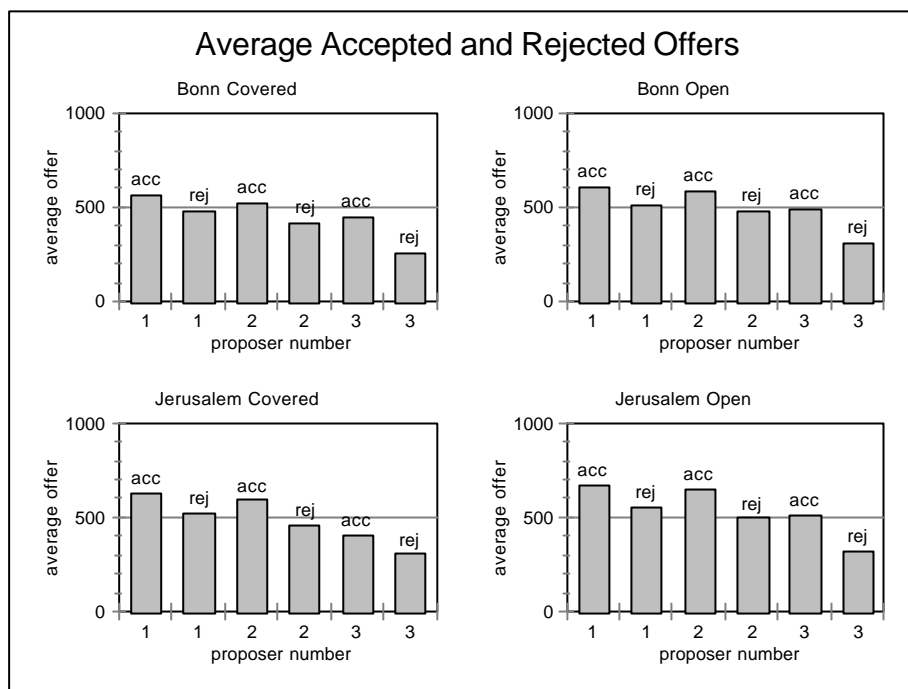 Average Accepted and Rejected Offers
Bonn Covered
1000
500
0
average offer
acc
rej
acc
rej
acc
rej
1 1 2 2 3 3
proposer number
Bonn Open
1000
500
0
average offer
acc
rej
acc
rej
acc
rej
1 1 2 2 3 3
proposer number
Jerusalem Covered
1000
500
0
average offer
acc
rej
acc
rej
acc
rej
1 1 2 2 3 3
proposer number
Jerusalem Open
1000
500
0
average offer
acc
rej
acc
rej
acc
rej
1 1 2 2 3 3
proposer number